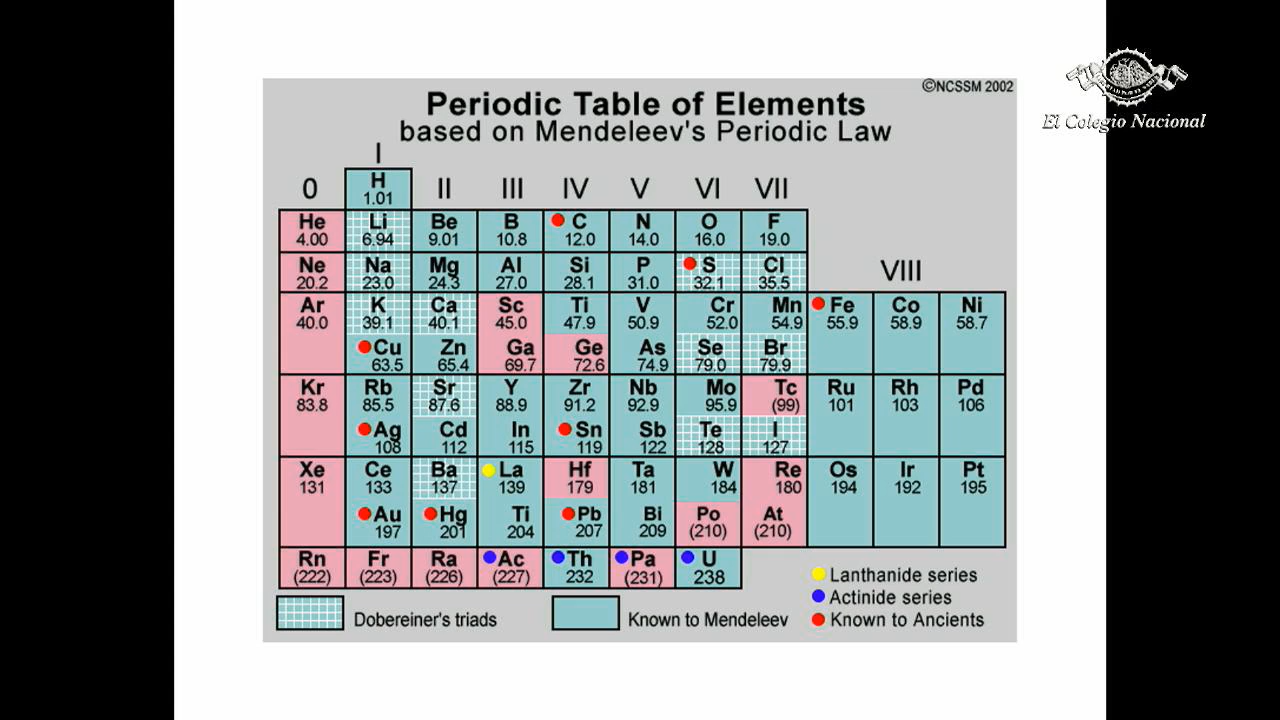 ©NCSSM 2002
El Colegio Nacional
Periodic Table of Elements
based on Mendeleev's Periodic Law
I
0 H II III IV V VI VII
1.01
He Li Be B C N O F
4.00 6.94 9.01 10.8 12.0 14.0 16.0 19.0
Ne Na Mg Al Si P S Cl VIII
20.2 23.0 24.3 27.0 28.1 31.0 32.1 35.5
Ar K Ca Sc Ti V Cr Mn Fe Co Ni
40.0 39.1 40.1 45.0 47.9 50.9 52.0 54.9 55.9 58.9 58.7
Cu Zn Ga Ge As Se Br
63.5 65.4 69.7 72.6 74.9 79.0 79.9
Kr Rb Sr Y Zr Nb Mo Tc Ru Rh Pd
83.8 85.5 87.6 88.9 91.2 92.9 95.9 (99) 101 103 106
Ag Cd In Sn Sb Te I
108 112 115 119 122 128 127
Xe Ce Ba La Hf Ta W Re Os Ir Pt
131 133 137 139 179 181 184 180 194 192 195
Au Hg Ti Pb Bi Po At
197 201 204 207 209 (210) (210)
Rn Fr Ra Ac Th Pa U
(222) (223) (226) (227) 232 (231) 238
Lanthanide series
Actinide series
Dobereiner's triads Known to Mendeleev Known to Ancients